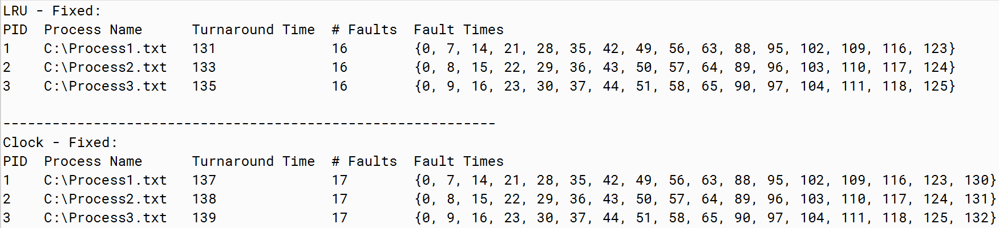 LRU - Fixed:
PID  Process Name      Turnaround Time  # Faults  Fault Times
1    C:\Process1.txt   131              16        {0, 7, 14, 21, 28, 35, 42, 49, 56, 63, 88, 95, 102, 109, 116, 123}
2    C:\Process2.txt   133              16        {0, 8, 15, 22, 29, 36, 43, 50, 57, 64, 89, 96, 103, 110, 117, 124}
3    C:\Process3.txt   135              16        {0, 9, 16, 23, 30, 37, 44, 51, 58, 65, 90, 97, 104, 111, 118, 125}
------------------------------------------------------------
Clock - Fixed:
PID  Process Name      Turnaround Time  # Faults  Fault Times
1    C:\Process1.txt   137              17        {0, 7, 14, 21, 28, 35, 42, 49, 56, 63, 88, 95, 102, 109, 116, 123, 130}
2    C:\Process2.txt   138              17        {0, 8, 15, 22, 29, 36, 43, 50, 57, 64, 89, 96, 103, 110, 117, 124, 131}
3    C:\Process3.txt   139              17        {0, 9, 16, 23, 30, 37, 44, 51, 58, 65, 90, 97, 104, 111, 118, 125, 132}